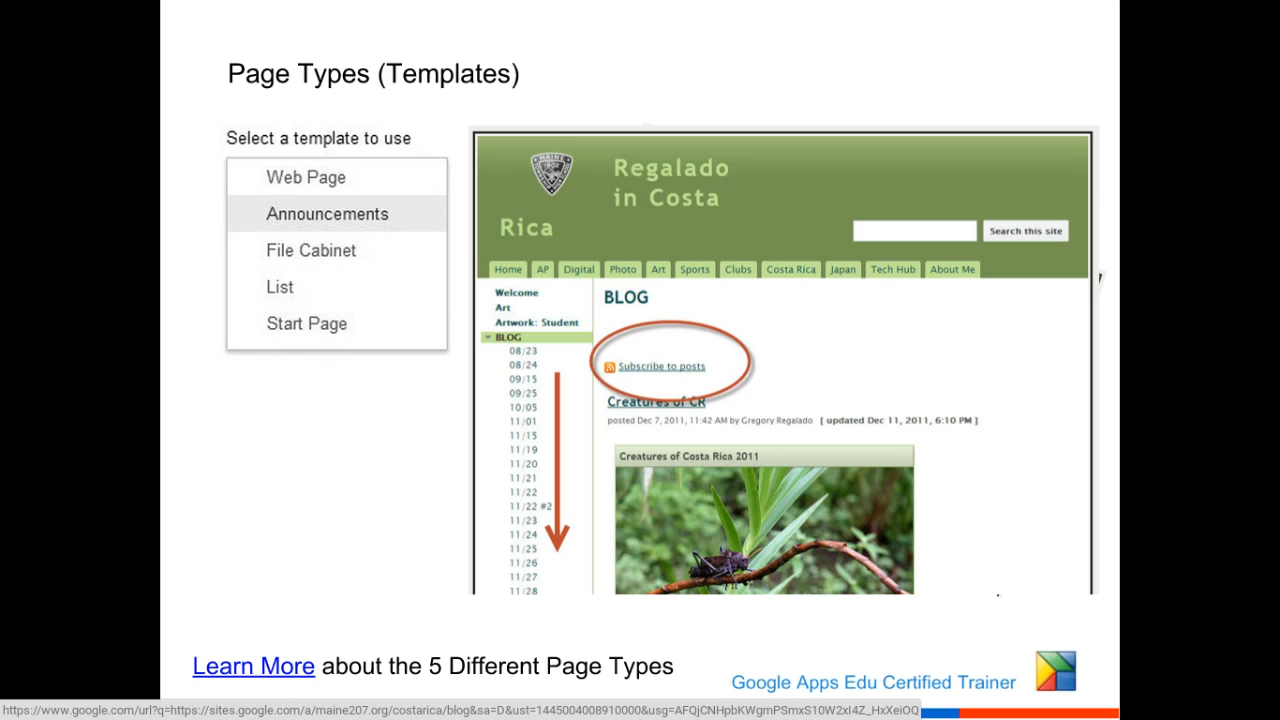 Page Types (Templates)
Select a template to use
Web Page
Announcements
File Cabinet
List
Start Page
MAINE
Regalado
in Costa
Rica
Search this site
Home AP Digital Photo Art Sports Clubs Costa Rica Japan Tech Hub About Me
Welcome
Art
Artwork: Student
BLOG
08/23
08/24
09/15
09/25
10/05
11/01
11/15
11/19
11/20
11/21
11/22
11/22 #2
11/23
11/24
11/25
11/26
11/27
11/28
BLOG
Subscribe to posts
Creatures of CR
posted Dec 7, 2011, 11:42 AM by Gregory Regalado [ updated Dec 11, 2011, 6:10 PM ]
Creatures of Costa Rica 2011
Learn More about the 5 Different Page Types
Google Apps Edu Certified Trainer
https://www.google.com/url?q=https://sites.google.com/a/maine207.org/costarica/blog&sa=D&ust=1445004008910000&usg=AFQjCNHpbKWgmPSmxS10W2xI4Z_HxXeiOQ